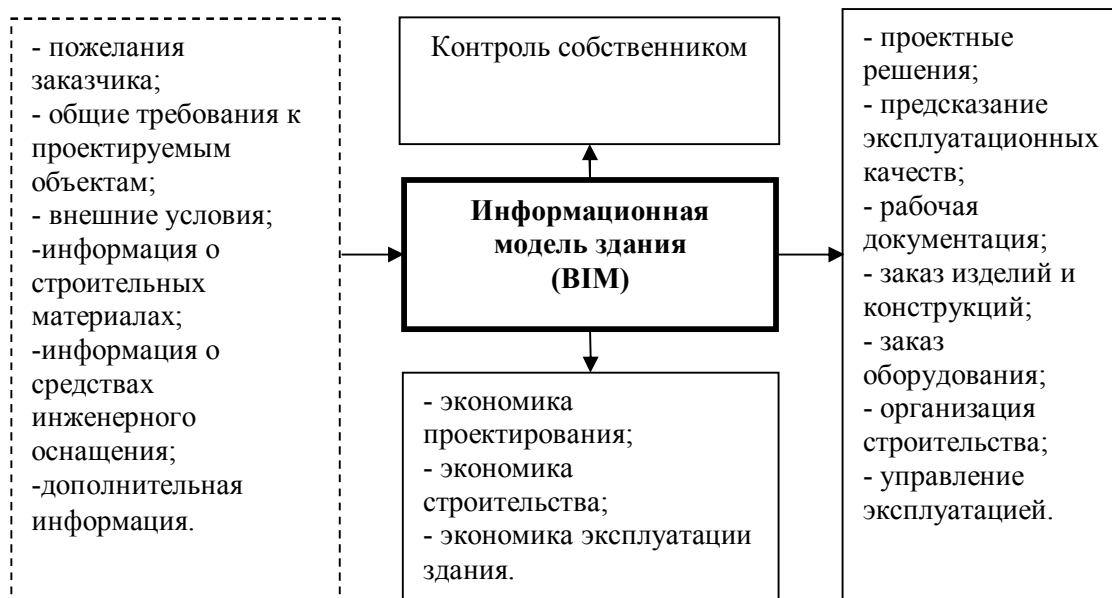 - пожелания
заказчика;
- общие требования к
проектируемым
объектам;
- внешние условия;
-информация о
строительных
материалах;
-информация о
средствах
инженерного
оснащения;
-дополнительная
информация.
Контроль собственником
Информационная
модель здания
(BIM)
- экономика
проектирования;
- экономика
строительства;
- экономика эксплуатации
здания.
- проектные
решения;
- предсказание
эксплуатационных
качеств;
- рабочая
документация;
- заказ изделий и
конструкций;
- заказ
оборудования;
- организация
строительства;
- управление
эксплуатацией.